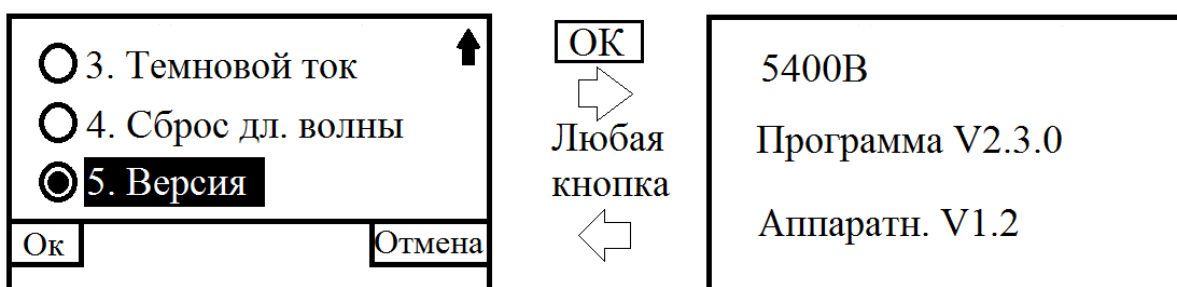 3. Темновой ток
4. Сброс дл. волны
5. Версия
Ок
Отмена
ОК
Любая
кнопка
5400В
Программа V2.3.0
Аппаратн. V1.2